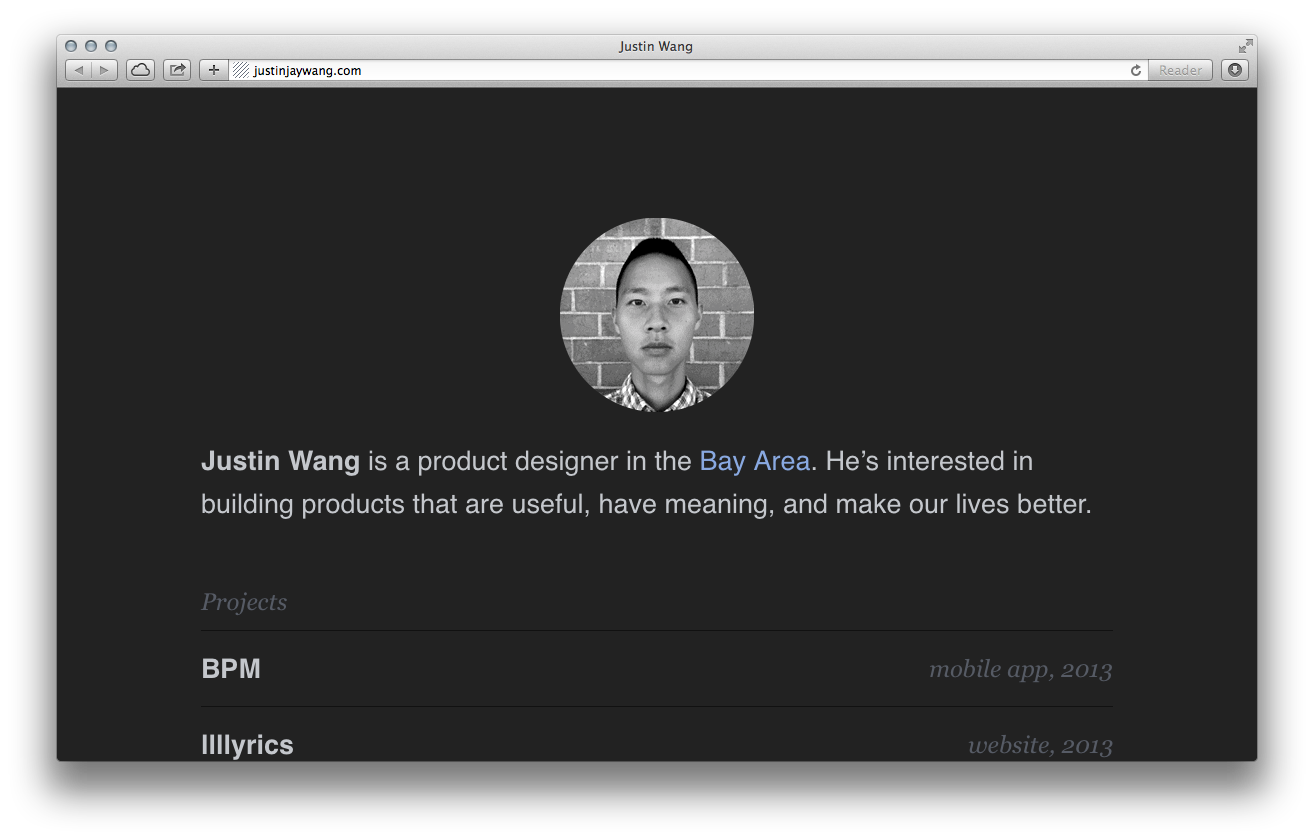 Justin Wang
justinjaywang.com
Reader
Justin Wang is a product designer in the Bay Area. He’s interested in
building products that are useful, have meaning, and make our lives better.
Projects
BPM mobile app, 2013
llllyrics website, 2013